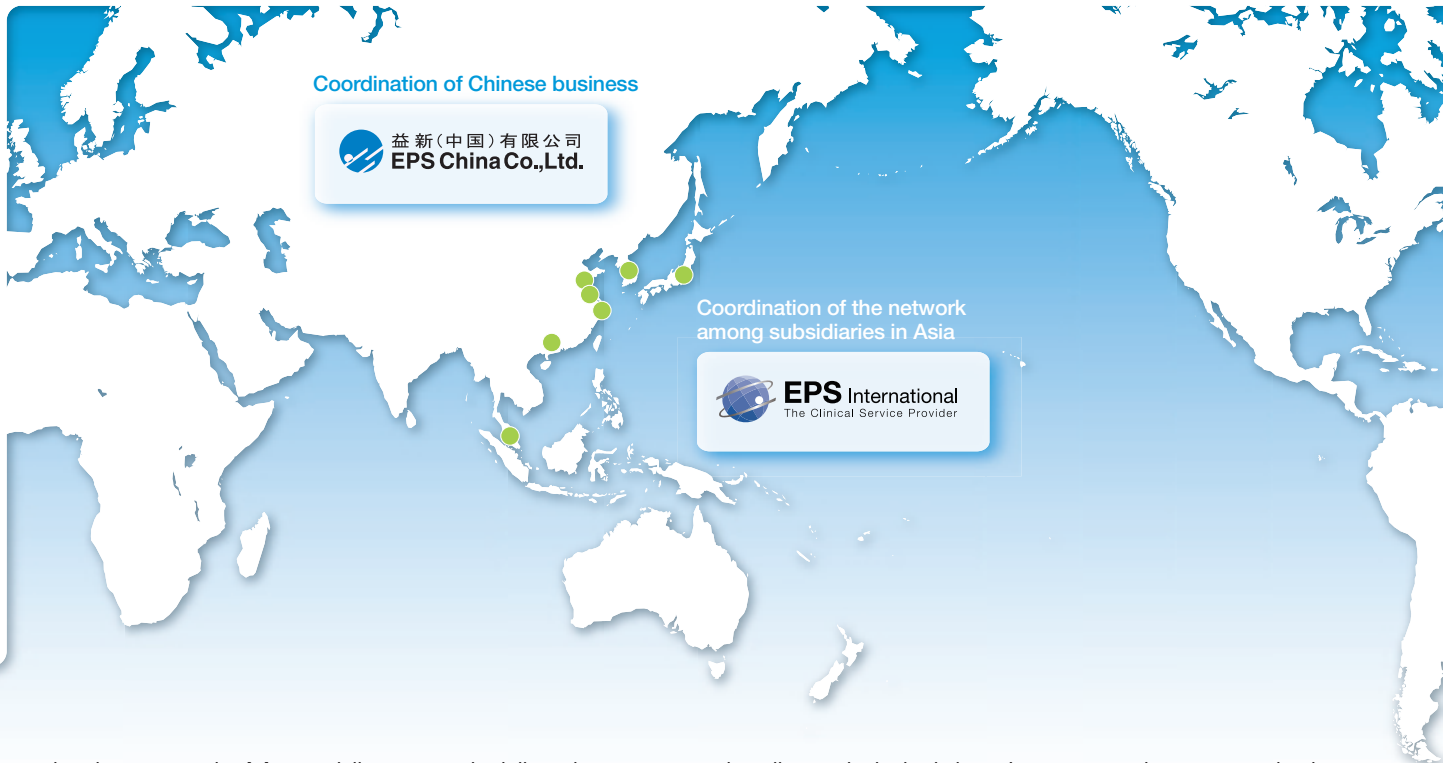 Coordination of Chinese business
益新(中国)有限公司
EPS China Co.,Ltd.
Coordination of the network
among subsidiaries in Asia
EPS International
The Clinical Service Provider